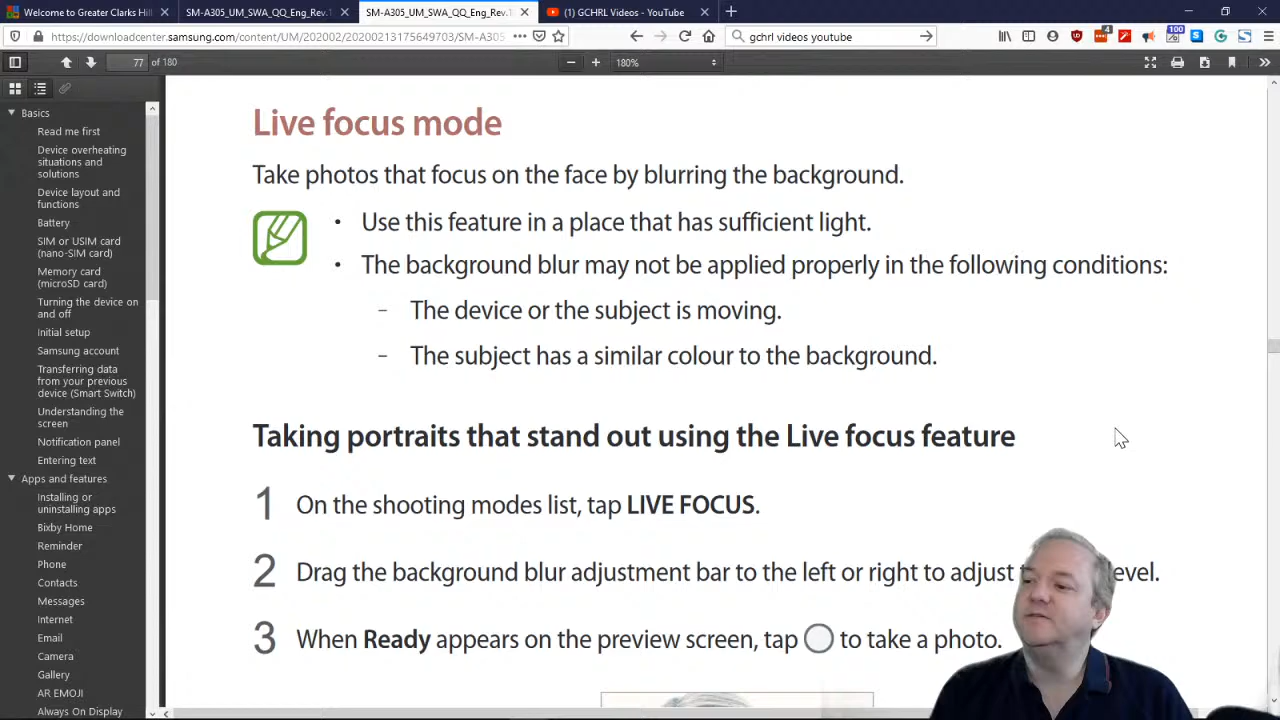 Welcome to Greater Clarks Hill
SM-A305_UM_SWA_QQ_Eng_Rev.1
SM-A305_UM_SWA_QQ_Eng_Rev.1
(1) GCHRL Videos - YouTube
https://downloadcenter.samsung.com/content/UM/202002/20200213175649703/SM-A305
gchrl videos youtube
4
100
77 of 180
180%
Basics
Read me first
Device overheating
situations and
solutions
Device layout and
functions
Battery
SIM or USIM card
(nano-SIM card)
Memory card
(microSD card)
Turning the device on
and off
Initial setup
Samsung account
Transferring data
from your previous
device (Smart Switch)
Understanding the
screen
Notification panel
Entering text
Apps and features
Installing or
uninstalling apps
Bixby Home
Reminder
Phone
Contacts
Messages
Internet
Email
Camera
Gallery
AR EMOJI
Always On Display
Live focus mode
Take photos that focus on the face by blurring the background.
• Use this feature in a place that has sufficient light.
• The background blur may not be applied properly in the following conditions:
– The device or the subject is moving.
– The subject has a similar colour to the background.
Taking portraits that stand out using the Live focus feature
1 On the shooting modes list, tap LIVE FOCUS.
2 Drag the background blur adjustment bar to the left or right to adjust level.
3 When Ready appears on the preview screen, tap to take a photo.